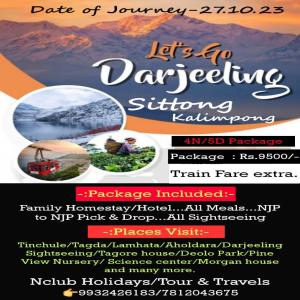 Date of Journey-27.10.23
Let's Go
Darjeeling
Sittong
Kalimpong
4N/5D Package
Package : Rs.9500/-
Train Fare extra.
-:Package Included:-
Family Homestay/Hotel...All Meals...NJP
to NJP Pick & Drop...All Sightseeing
-:Places Visit:-
Tinchule/Tagda/Lamhata/Aholdara/Darjeeling
Sightseeing/Tagore house/Deolo Park/Pine
View Nursery/ Science center/Morgan house
and many more.
Nclub Holidays/Tour & Travels
👉9932426183/7812043675